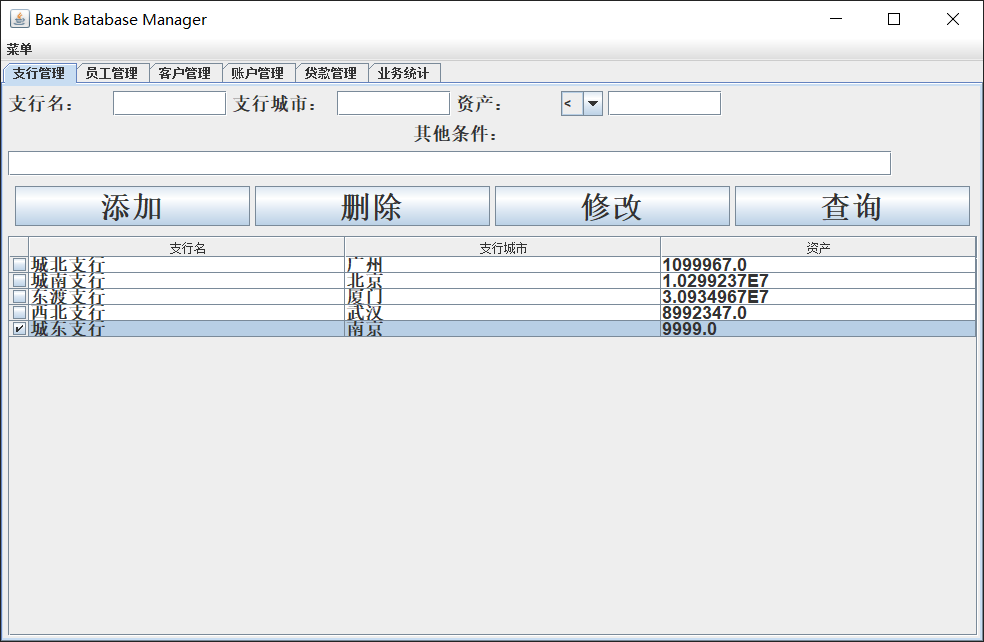 Bank Batabase Manager
菜单
支行管理 员工管理 客户管理 账户管理 贷款管理 业务统计
支行名： 支行城市： 资产： <
其他条件：
添加 删除 修改 查询
支行名 支行城市 资产
城北支行 广州 1099967.0
城南支行 北京 1.0299237E7
东渡支行 厦门 3.0934967E7
西北支行 武汉 8992347.0
城东支行 南京 9999.0